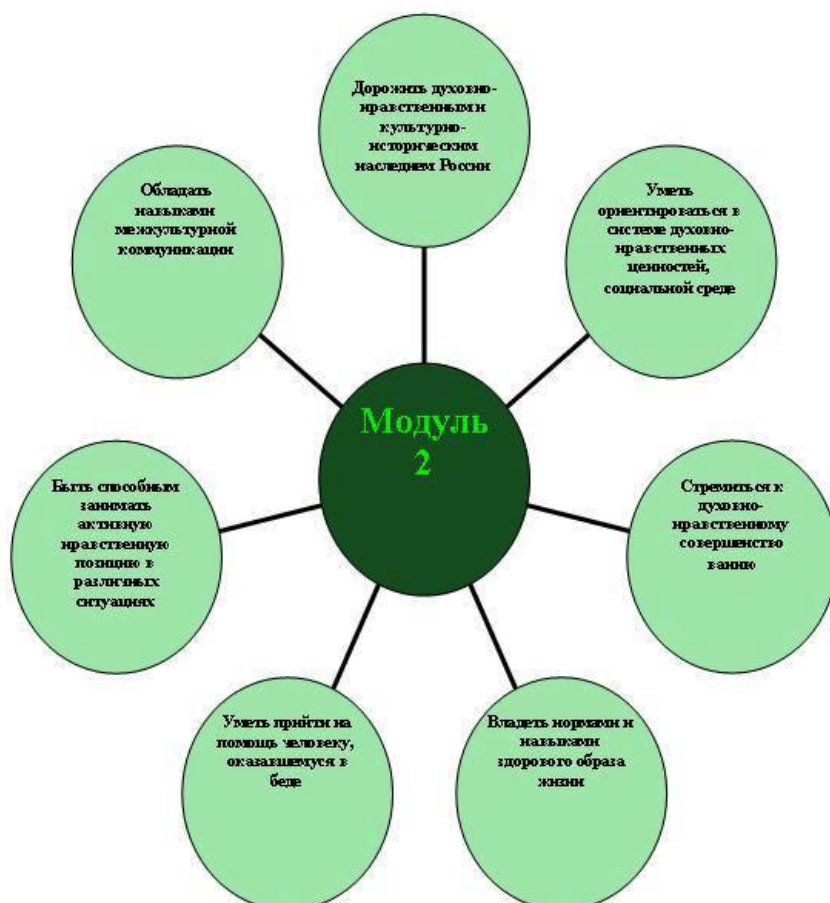 Дорожить духовно-
нравственным и
культурно-
историческим
наследием России
Уметь
ориентироваться в
системе духовно-
нравственных
ценностей,
социальной среде
Стремиться к
духовно-
нравственному
совершенство
ванию
Владеть нормами и
навыками
здорового образа
жизни
Уметь прийти на
помощь человеку,
оказавшемуся в
беде
Быть способным
занимать
активную
нравственную
позицию в
различных
ситуациях
Обладать
навыками
межкультурной
коммуникации
Модуль
2